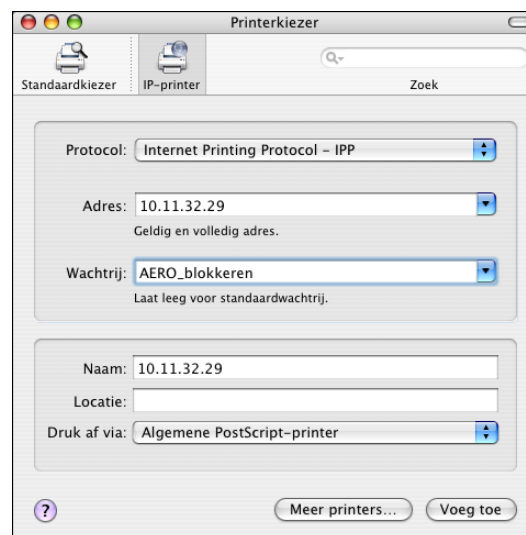 Printerkiezer
Standaardkiezer
IP-printer
Zoek
Protocol: Internet Printing Protocol – IPP
Adres: 10.11.32.29
Geldig en volledig adres.
Wachtrij: AERO_blokkeren
Laat leeg voor standaardwachtrij.
Naam: 10.11.32.29
Locatie:
Druk af via: Algemene PostScript-printer
? Meer printers... Voeg toe